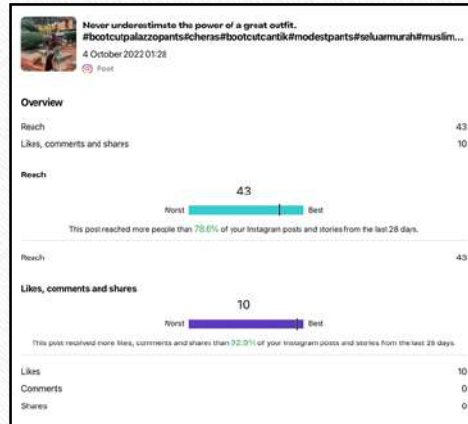 Never underestimate the power of a great outfit.
#bootcutpalazzopants#cheras#bootcutcantik#modestpants#seluarmurah#muslim...
4 October 2022 01:28
Post
Overview
Reach 43
Likes, comments and shares 10
Reach
43
Worst Best
This post reached more people than 78.6% of your Instagram posts and stories from the last 28 days.
Reach 43
Likes, comments and shares
10
Worst Best
This post received more likes, comments and shares than 92.9% of your Instagram posts and stories from the last 28 days.
Likes 10
Comments 0
Shares 0